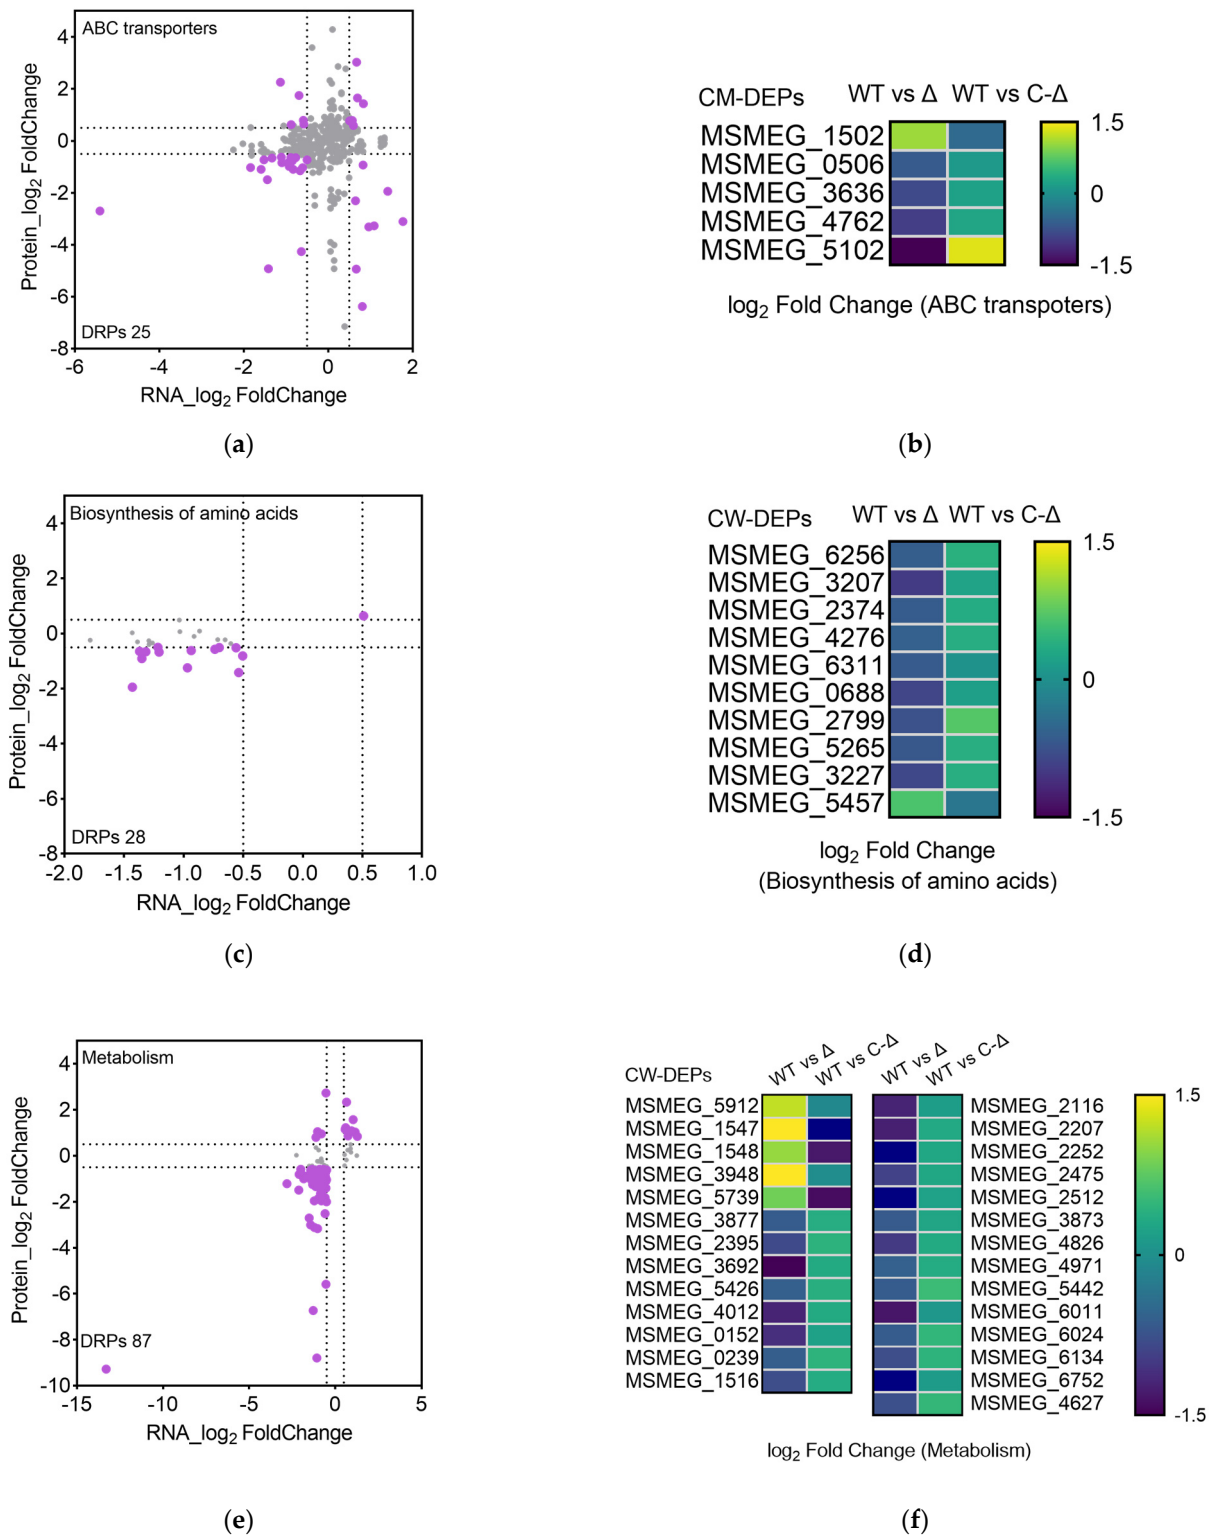 ABC transporters
4
2
0
-2
-4
-6
-8
Protein_log2 FoldChange
DRPs 25
-6
-4
-2
0
2
RNA_log2 FoldChange
(a)
CM-DEPs WT vs Δ WT vs C-Δ
MSMEG_1502
MSMEG_0506
MSMEG_3636
MSMEG_4762
MSMEG_5102
1.5
0
-1.5
log2 Fold Change (ABC transpoters)
(b)
Biosynthesis of amino acids
4
2
0
-2
-4
-6
-8
Protein_log2 FoldChange
DRPs 28
-2.0
-1.5
-1.0
-0.5
0.0
0.5
1.0
RNA_log2 FoldChange
(c)
CW-DEPs WT vs Δ WT vs C-Δ
MSMEG_6256
MSMEG_3207
MSMEG_2374
MSMEG_4276
MSMEG_6311
MSMEG_0688
MSMEG_2799
MSMEG_5265
MSMEG_3227
MSMEG_5457
1.5
0
-1.5
log2 Fold Change
(Biosynthesis of amino acids)
(d)
Metabolism
4
2
0
-2
-4
-6
-8
-10
Protein_log2 FoldChange
DRPs 87
-15
-10
-5
0
5
RNA_log2 FoldChange
(e)
CW-DEPs
WT vs Δ
WT vs C-Δ
WT vs Δ
WT vs C-Δ
MSMEG_5912
MSMEG_1547
MSMEG_1548
MSMEG_3948
MSMEG_5739
MSMEG_3877
MSMEG_2395
MSMEG_3692
MSMEG_5426
MSMEG_4012
MSMEG_0152
MSMEG_0239
MSMEG_1516
MSMEG_2116
MSMEG_2207
MSMEG_2252
MSMEG_2475
MSMEG_2512
MSMEG_3873
MSMEG_4826
MSMEG_4971
MSMEG_5442
MSMEG_6011
MSMEG_6024
MSMEG_6134
MSMEG_6752
MSMEG_4627
1.5
0
-1.5
log2 Fold Change (Metabolism)
(f)